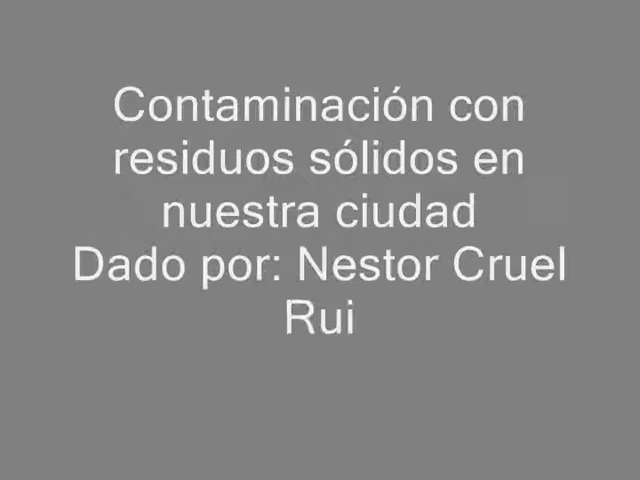 Contaminación con
residuos sólidos en
nuestra ciudad
Dado por: Nestor Cruel
Rui